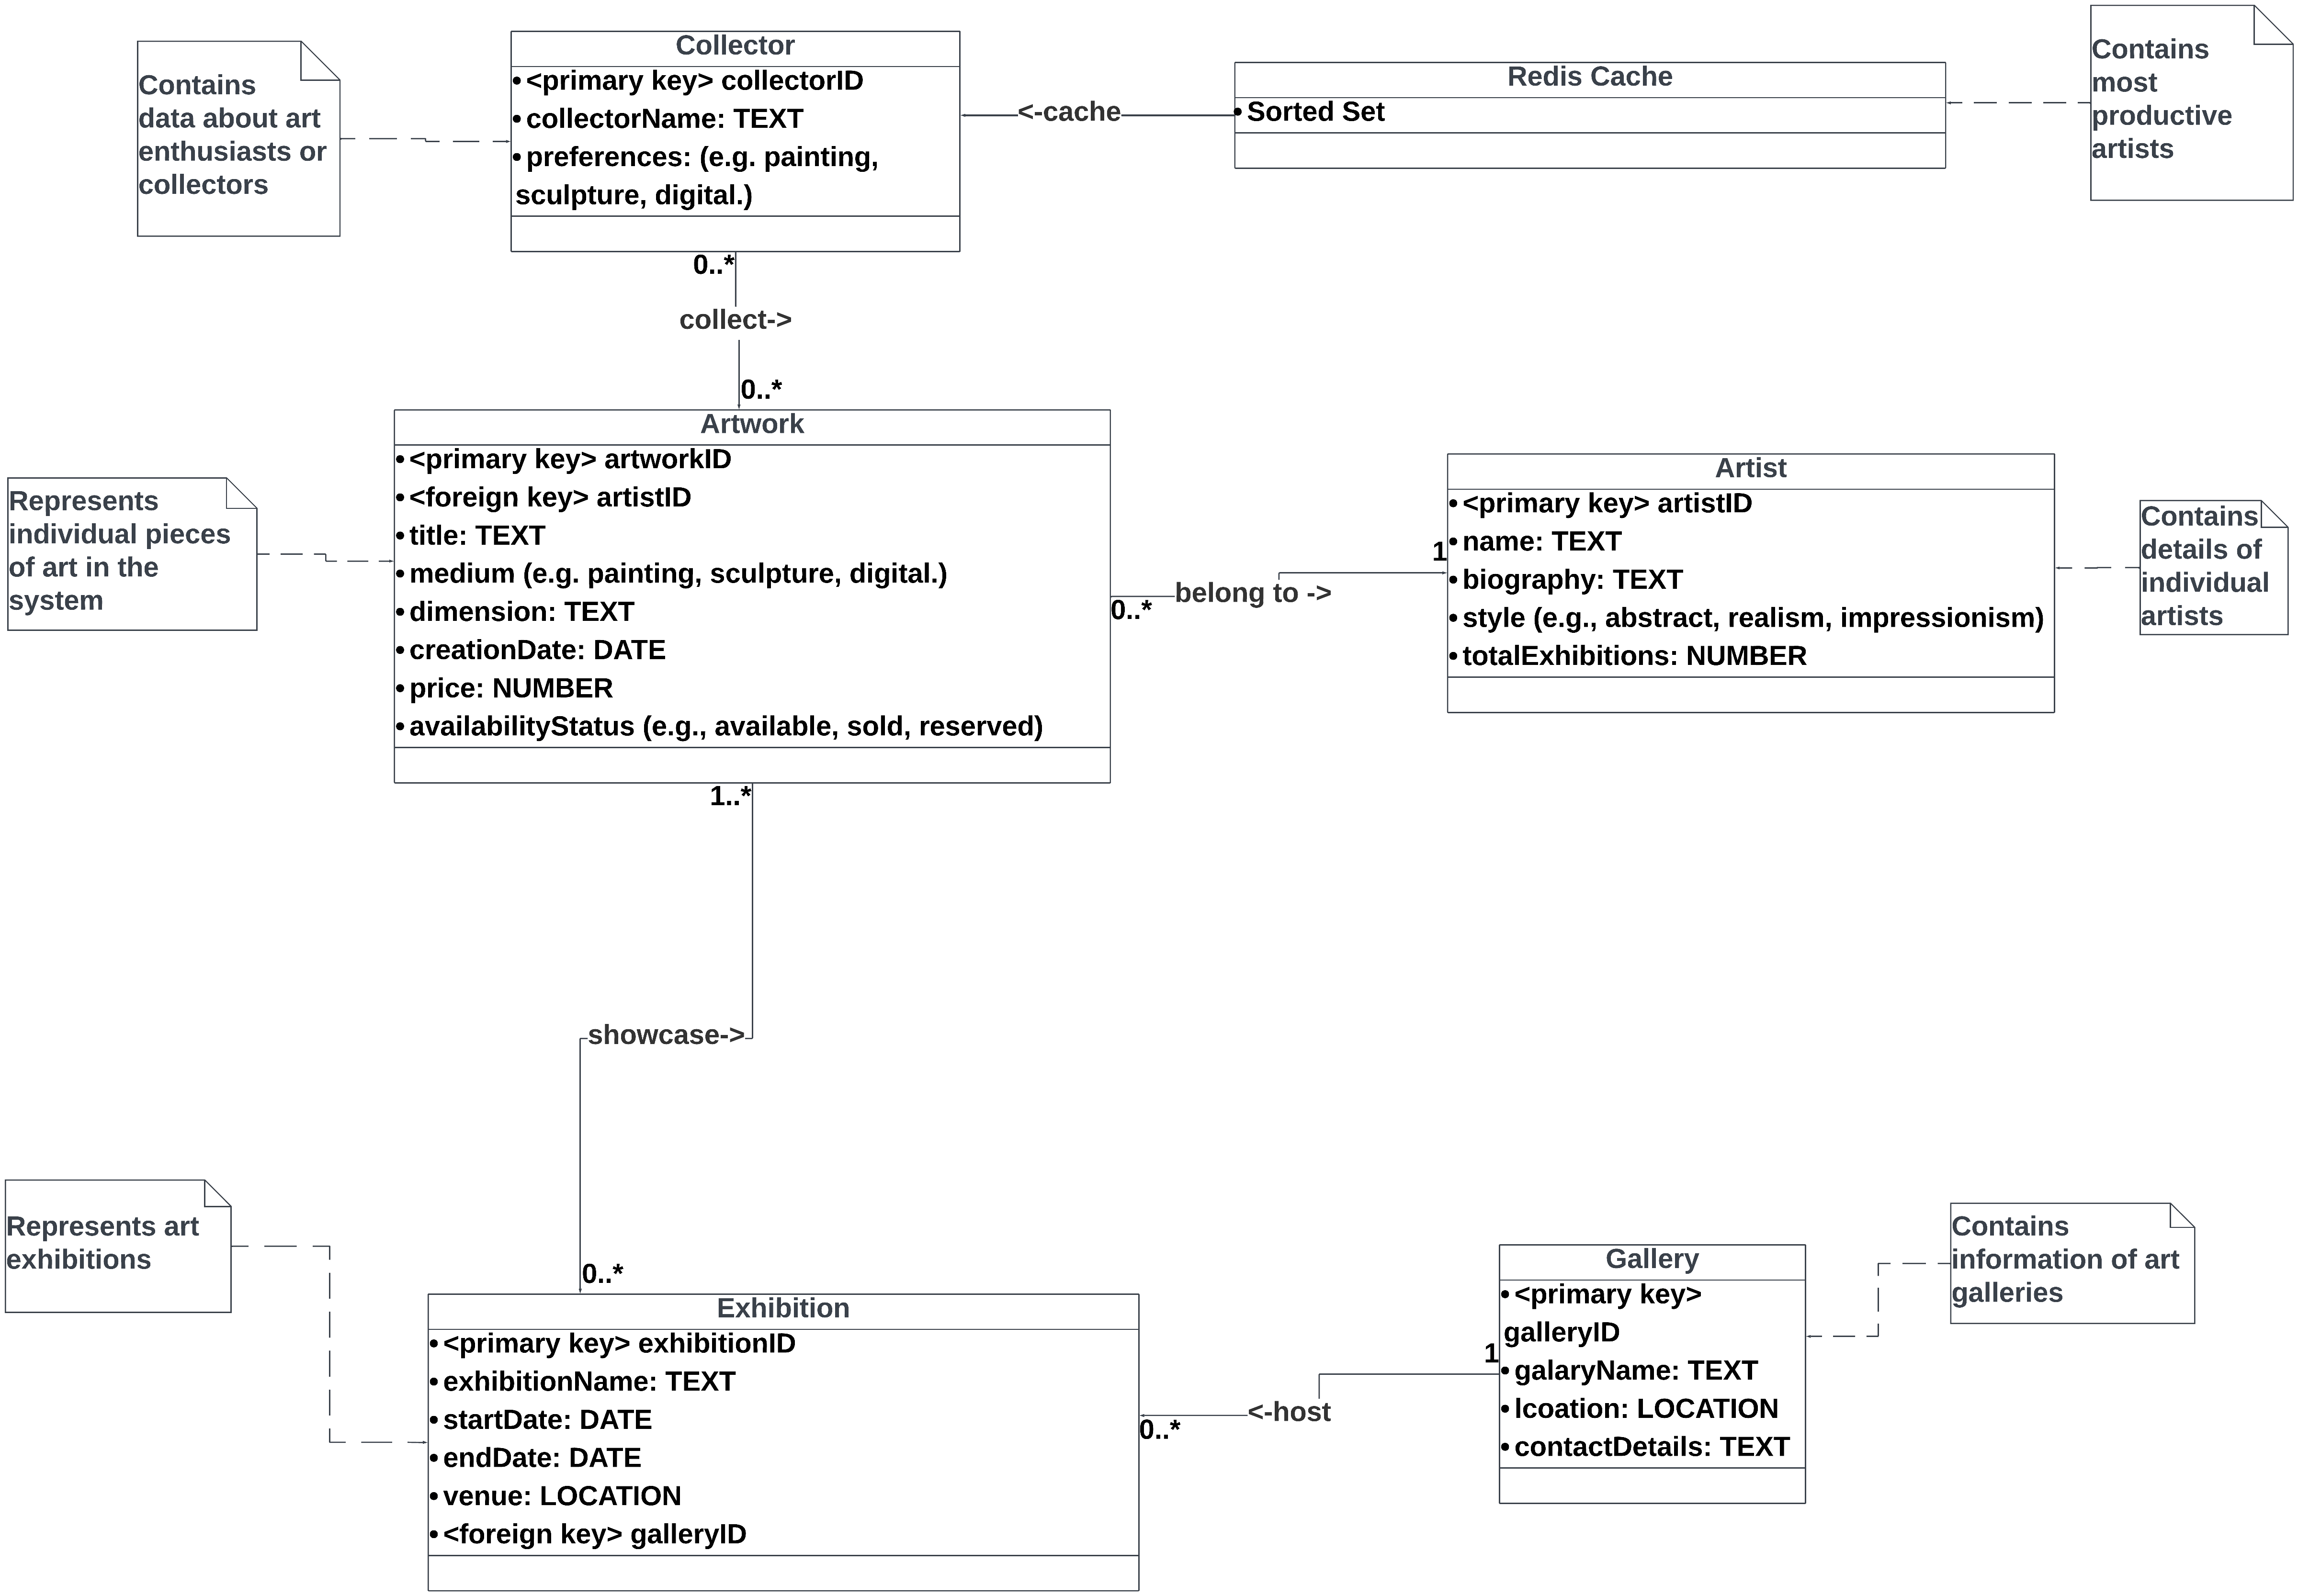 Contains
data about art
enthusiasts or
collectors
Collector
• <primary key> collectorID
• collectorName: TEXT
• preferences: (e.g. painting,
sculpture, digital.)
<-cache
Redis Cache
• Sorted Set
Contains
most
productive
artists
0..*
collect->
0..*
Represents
individual pieces
of art in the
system
Artwork
• <primary key> artworkID
• <foreign key> artistID
• title: TEXT
• medium (e.g. painting, sculpture, digital.)
• dimension: TEXT
• creationDate: DATE
• price: NUMBER
• availabilityStatus (e.g., available, sold, reserved)
0..*
belong to ->
1
Artist
• <primary key> artistID
• name: TEXT
• biography: TEXT
• style (e.g., abstract, realism, impressionism)
• totalExhibitions: NUMBER
Contains
details of
individual
artists
1..*
showcase->
0..*
Represents art
exhibitions
Exhibition
• <primary key> exhibitionID
• exhibitionName: TEXT
• startDate: DATE
• endDate: DATE
• venue: LOCATION
• <foreign key> galleryID
0..*
<-host
1
Gallery
• <primary key>
galleryID
• galaryName: TEXT
• lcoation: LOCATION
• contactDetails: TEXT
Contains
information of art
galleries